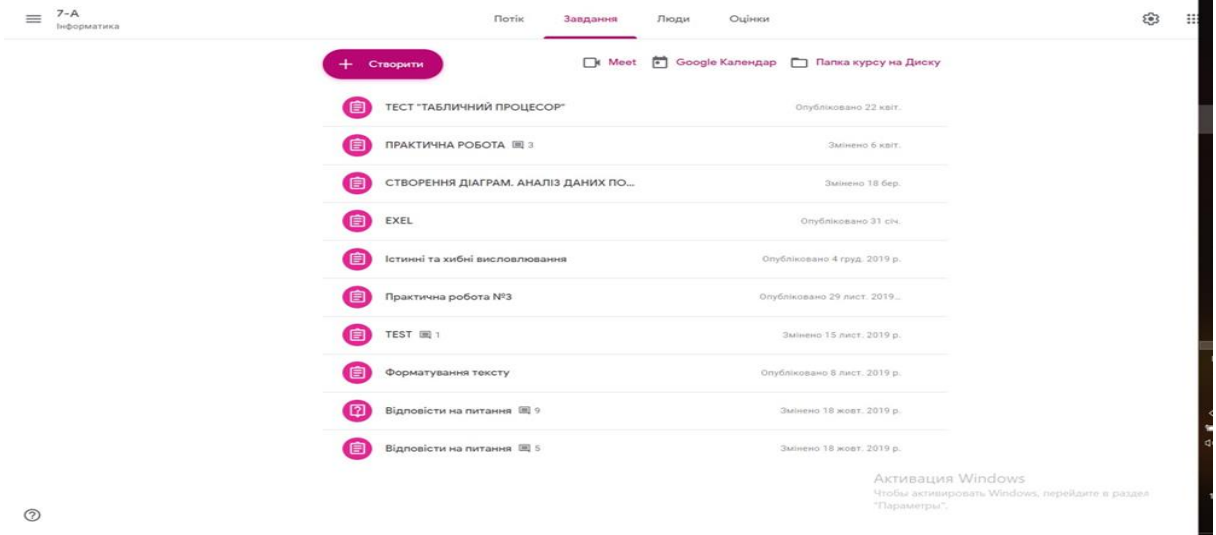 7-А
Інформатика
Потік Завдання Люди Оцінки
+ Створити
Meet Google Календар Папка курсу на Диску
ТЕСТ "ТАБЛИЧНИЙ ПРОЦЕСОР" Опубліковано 22 квіт.
ПРАКТИЧНА РОБОТА 3 Змінено 6 квіт.
СТВОРЕННЯ ДІАГРАМ. АНАЛІЗ ДАНИХ ПО... Змінено 18 бер.
EXEL Опубліковано 31 січ.
Істинні та хибні висловлювання Опубліковано 4 груд. 2019 р.
Практична робота №3 Опубліковано 29 лист. 2019...
TEST 1 Змінено 15 лист. 2019 р.
Форматування тексту Опубліковано 8 лист. 2019 р.
Відповісти на питання 9 Змінено 18 жовт. 2019 р.
Відповісти на питання 5 Змінено 18 жовт. 2019 р.
Активация Windows
Чтобы активировать Windows, перейдите в раздел
"Параметры".